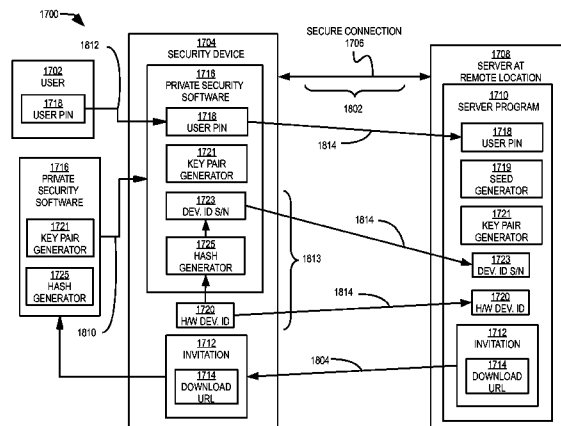 1700
1812
1702
USER
1718
USER PIN
1716
PRIVATE
SECURITY
SOFTWARE
1721
KEY PAIR
GENERATOR
1725
HASH
GENERATOR
1810
1704
SECURITY DEVICE
1716
PRIVATE SECURITY
SOFTWARE
1718
USER PIN
1721
KEY PAIR
GENERATOR
1723
DEV. ID S/N
1725
HASH
GENERATOR
1720
H/W DEV. ID
1712
INVITATION
1714
DOWNLOAD
URL
SECURE CONNECTION
1706
1802
1814
1813
1814
1814
1804
1708
SERVER AT
REMOTE LOCATION
1710
SERVER PROGRAM
1718
USER PIN
1719
SEED
GENERATOR
1721
KEY PAIR
GENERATOR
1723
DEV. ID S/N
1720
H/W DEV. ID
1712
INVITATION
1714
DOWNLOAD
URL